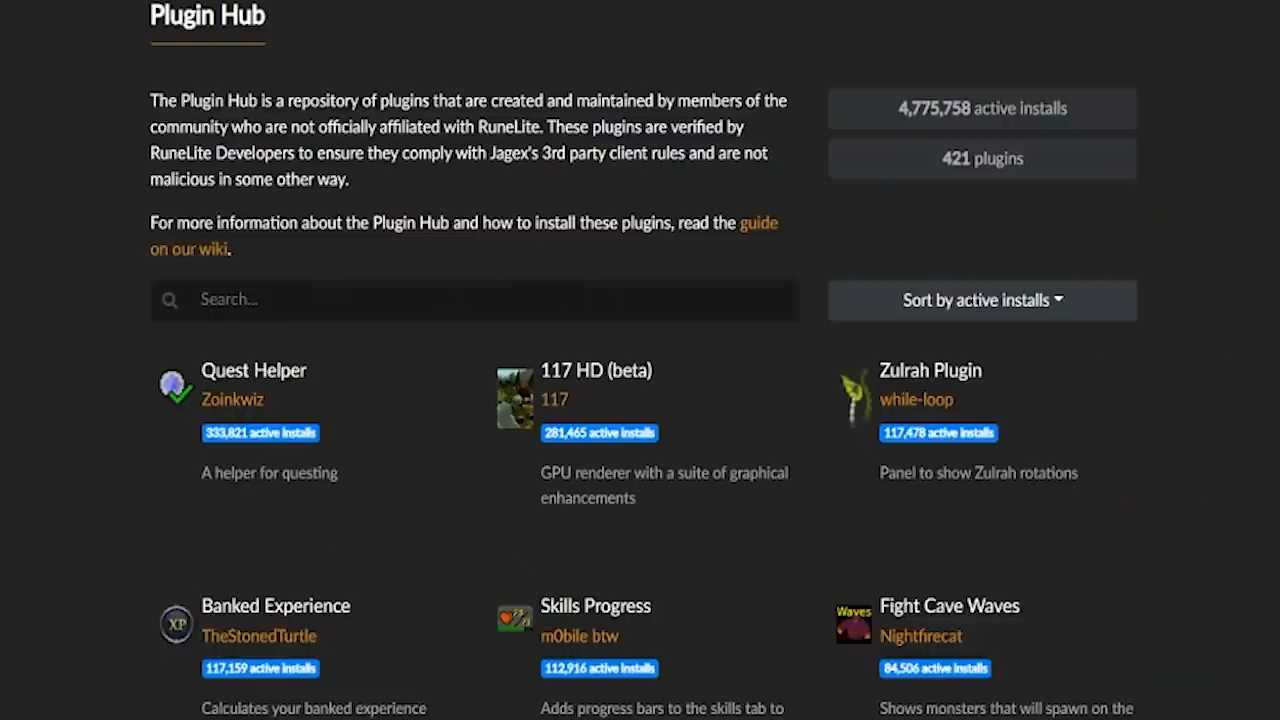 Plugin Hub
The Plugin Hub is a repository of plugins that are created and maintained by members of the
community who are not officially affiliated with RuneLite. These plugins are verified by
RuneLite Developers to ensure they comply with Jagex's 3rd party client rules and are not
malicious in some other way.
For more information about the Plugin Hub and how to install these plugins, read the guide
on our wiki.
4,775,758 active installs
421 plugins
Search...
Sort by active installs
Quest Helper
Zoinkwiz
333,821 active installs
A helper for questing
117 HD (beta)
117
281,465 active installs
GPU renderer with a suite of graphical
enhancements
Zulrah Plugin
while-loop
117,478 active installs
Panel to show Zulrah rotations
XP
Banked Experience
TheStonedTurtle
117,159 active installs
Calculates your banked experience
Skills Progress
m0bile btw
112,916 active installs
Adds progress bars to the skills tab to
Waves
Fight Cave Waves
Nightfirecat
84,506 active installs
Shows monsters that will spawn on the